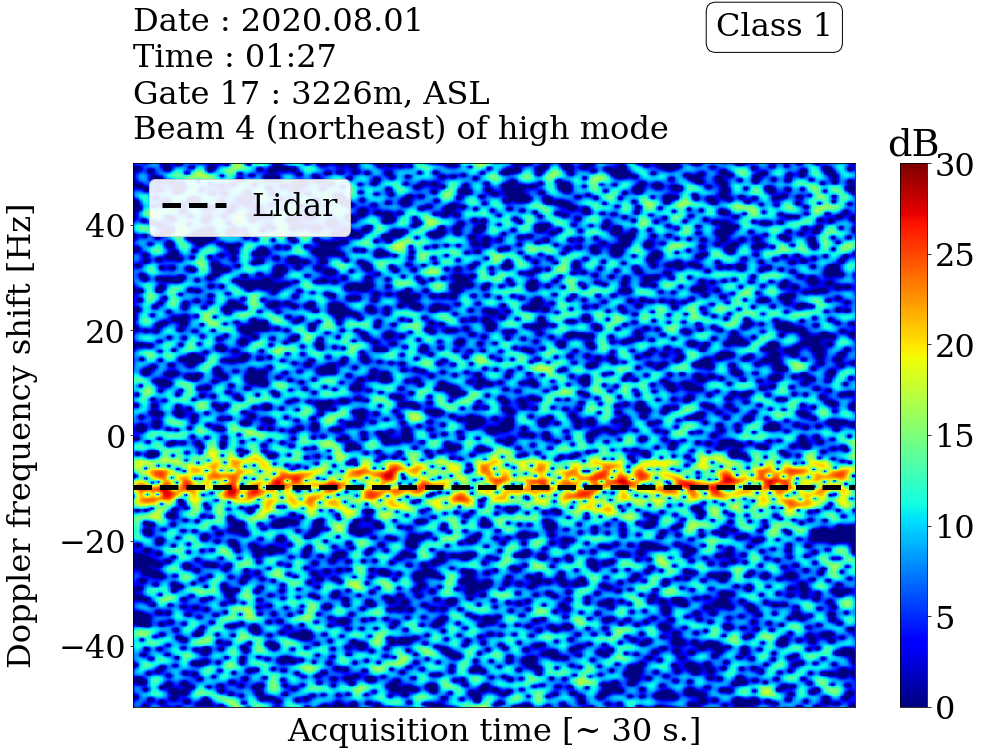 Date : 2020.08.01
Time : 01:27
Gate 17 : 3226m, ASL
Beam 4 (northeast) of high mode
Class 1
dB
Lidar
Doppler frequency shift [Hz]
40
20
0
−20
−40
Acquisition time [~ 30 s.]
30
25
20
15
10
5
0